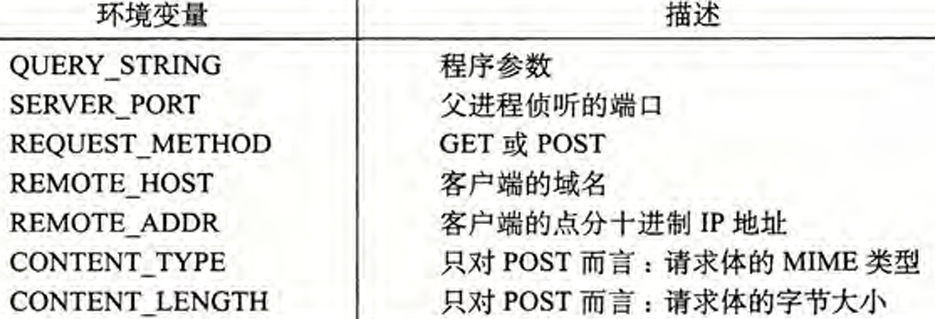 环境变量 描述
QUERY_STRING 程序参数
SERVER_PORT 父进程侦听的端口
REQUEST_METHOD GET 或 POST
REMOTE_HOST 客户端的域名
REMOTE_ADDR 客户端的点分十进制 IP 地址
CONTENT_TYPE 只对 POST 而言：请求体的 MIME 类型
CONTENT_LENGTH 只对 POST 而言：请求体的字节大小